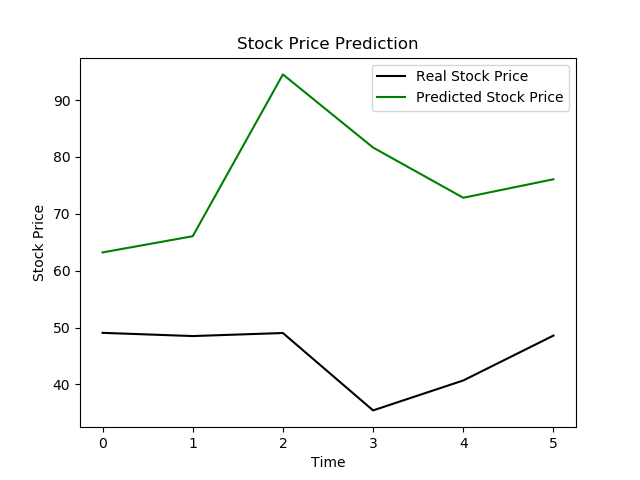 Stock Price Prediction
Real Stock Price
Predicted Stock Price
Stock Price
90
80
70
60
50
40
0 1 2 3 4 5
Time